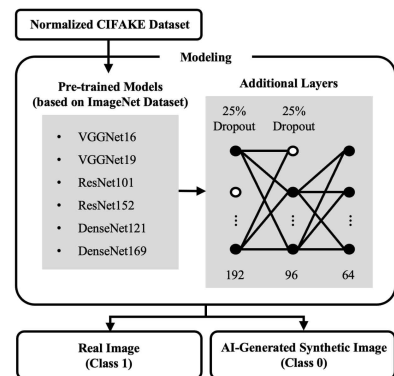 Normalized CIFAKE Dataset
Modeling
Pre-trained Models
(based on ImageNet Dataset)
• VGGNet16
• VGGNet19
• ResNet101
• ResNet152
• DenseNet121
• DenseNet169
Additional Layers
25% 25%
Dropout Dropout
192 96 64
Real Image
(Class 1)
AI-Generated Synthetic Image
(Class 0)